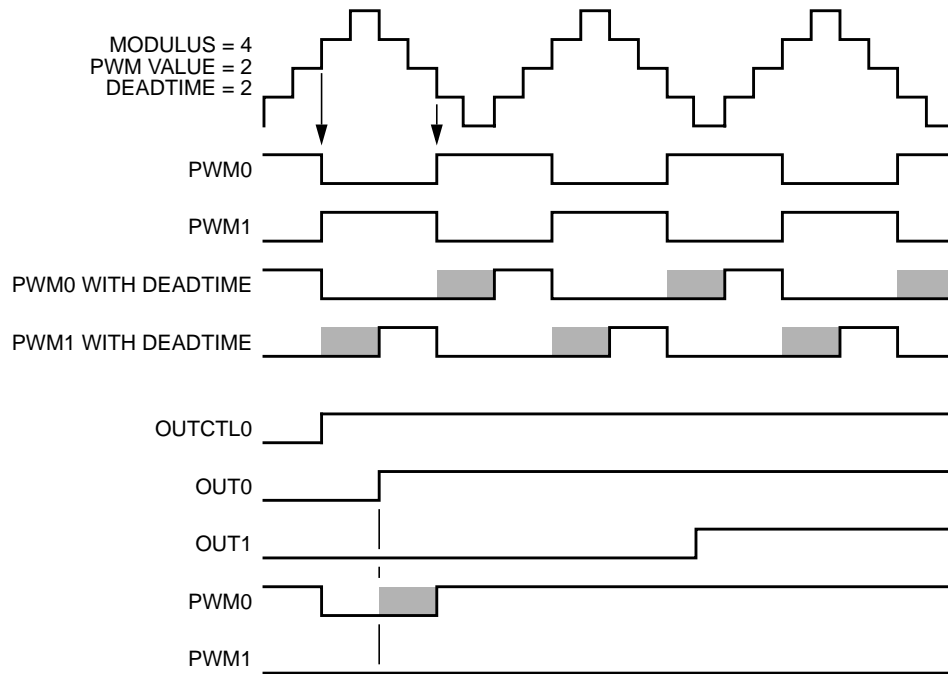 MODULUS = 4
PWM VALUE = 2
DEADTIME = 2
PWM0
PWM1
PWM0 WITH DEADTIME
PWM1 WITH DEADTIME
OUTCTL0
OUT0
OUT1
PWM0
PWM1